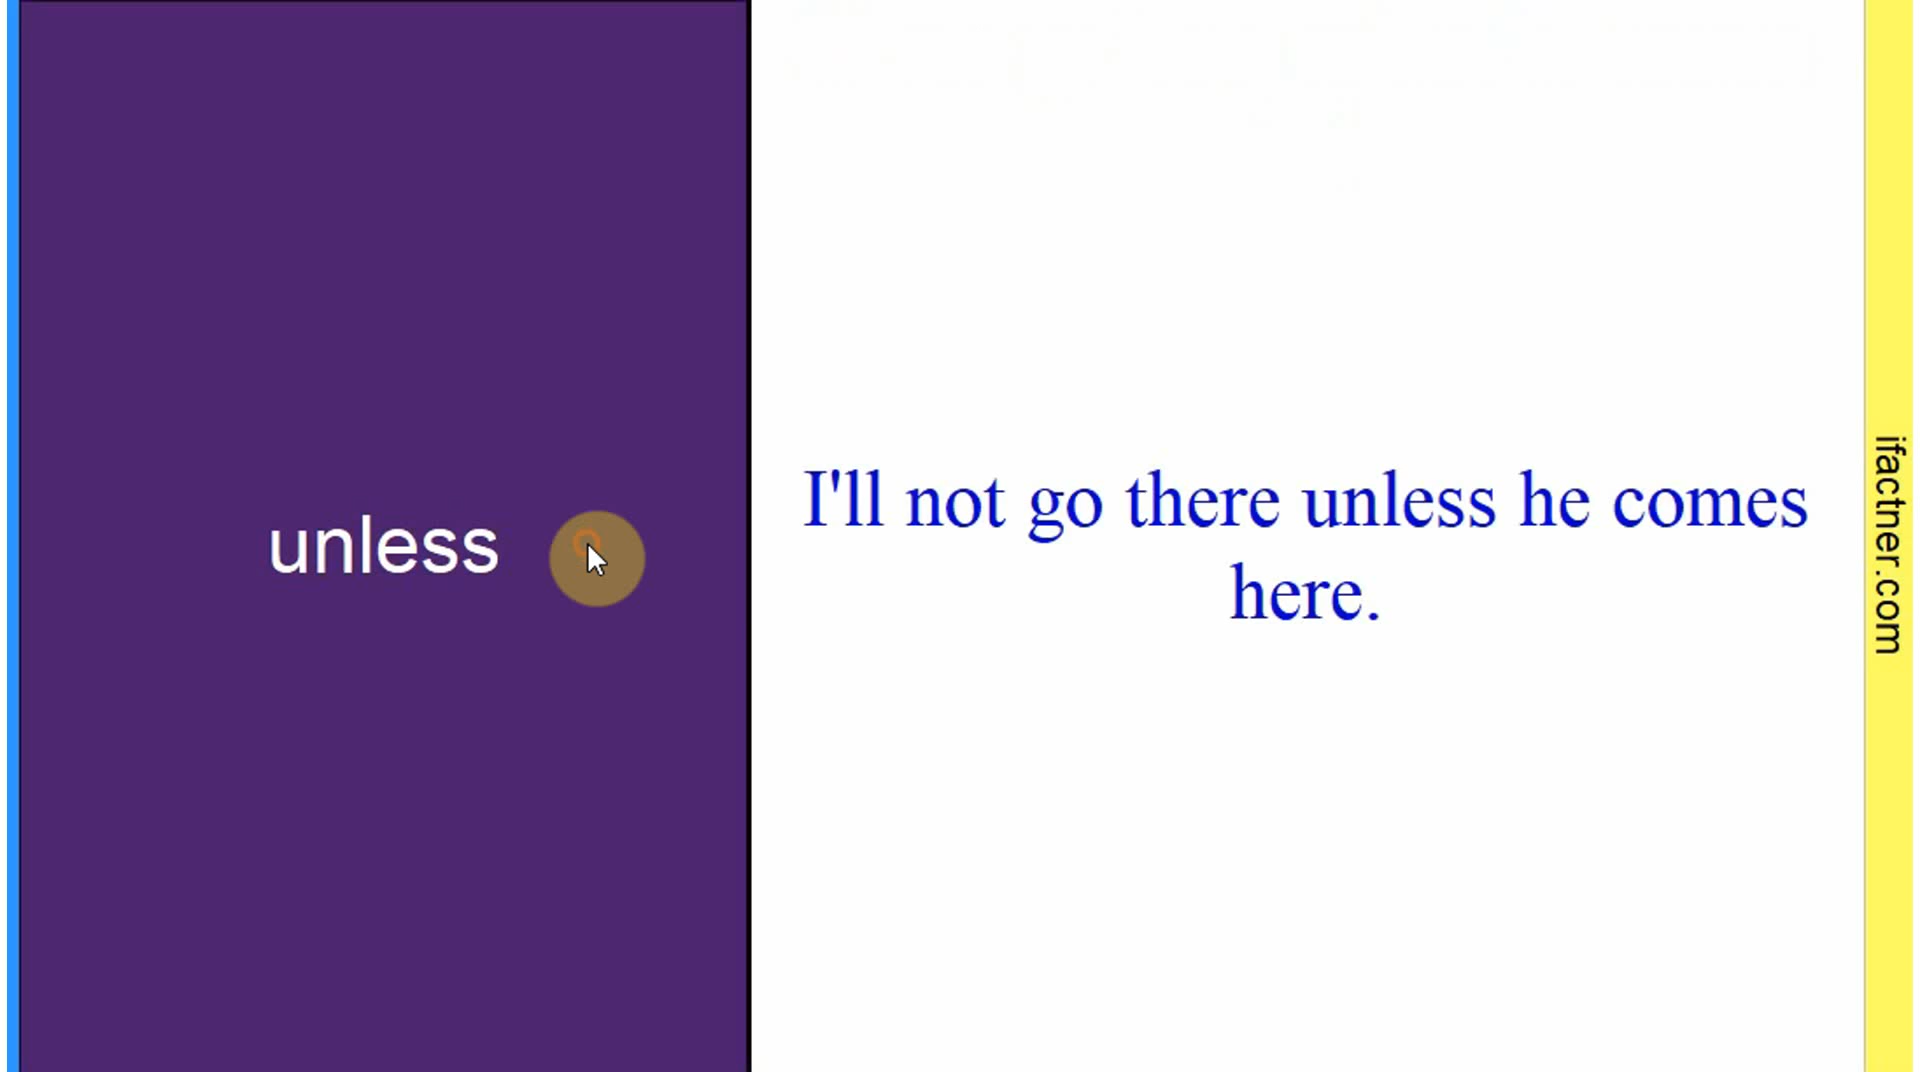 unless
I'll not go there unless he comes
here.
ifactner.com